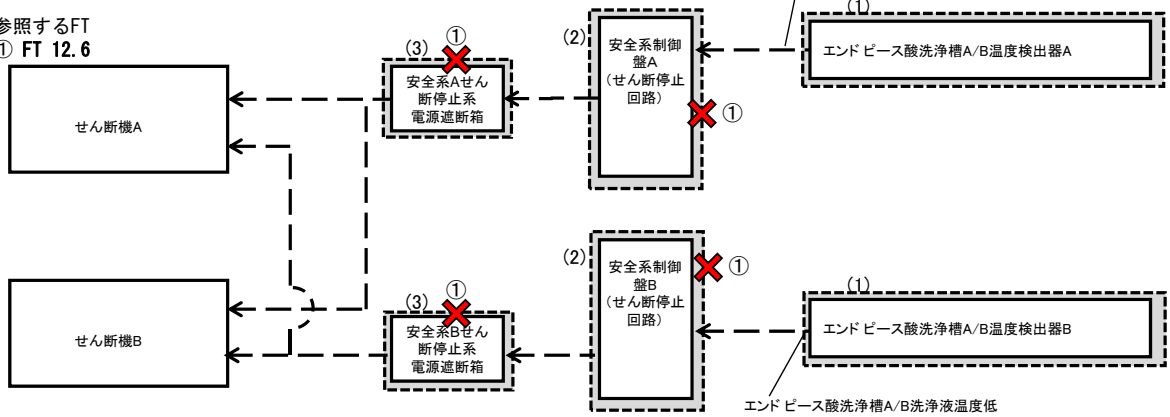 参照するFT
① FT 12.6
せん断機A
(3)
①
安全系Aせん
断停止系
電源遮断箱
(2)
安全系制御
盤A
(せん断停止
回路)
①
(1)
エンドピース酸洗浄槽A/B温度検出器A
せん断機B
(3)
①
安全系Bせん
断停止系
電源遮断箱
(2)
安全系制御
盤B
(せん断停止
回路)
①
(1)
エンドピース酸洗浄槽A/B温度検出器B
エンドピース酸洗浄槽A/B洗浄液温度低